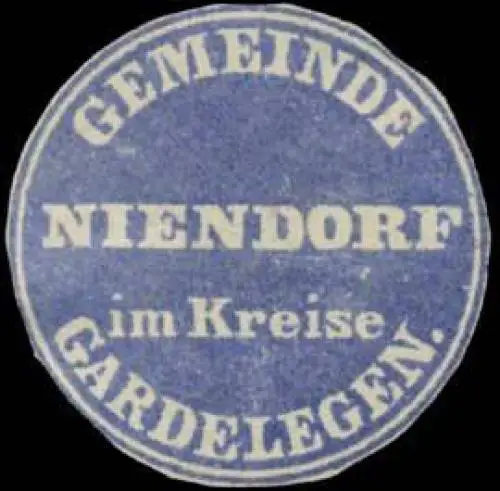 GEMEINDE
NIENDORF
im Kreise
GARDELEGEN.